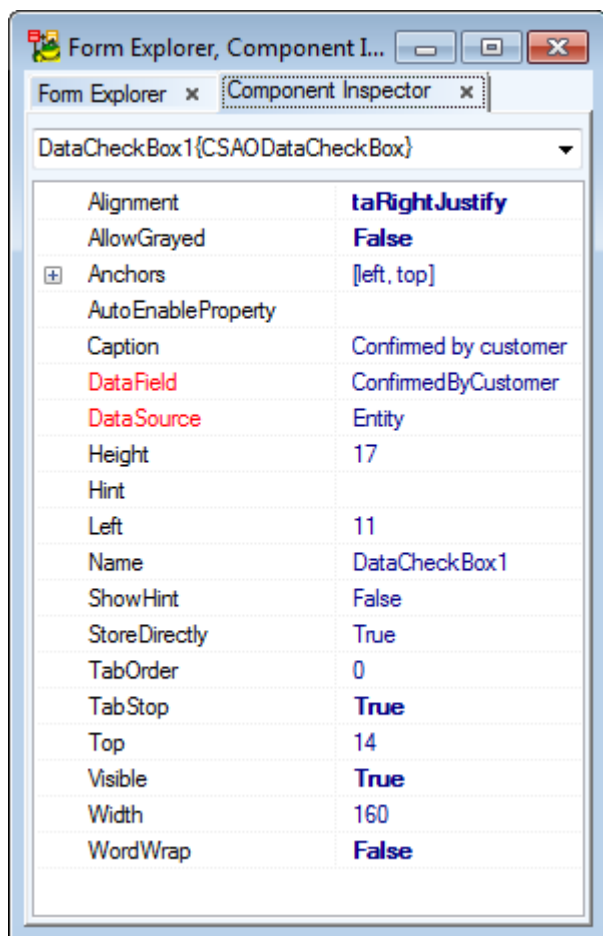 Form Explorer, Component I...
Form Explorer Component Inspector
DataCheckBox1{CSAODataCheckBox}
Alignment taRightJustify
AllowGrayed False
Anchors [left, top]
AutoEnableProperty
Caption Confirmed by customer
DataField ConfirmedByCustomer
DataSource Entity
Height 17
Hint
Left 11
Name DataCheckBox1
ShowHint False
StoreDirectly True
TabOrder 0
TabStop True
Top 14
Visible True
Width 160
WordWrap False